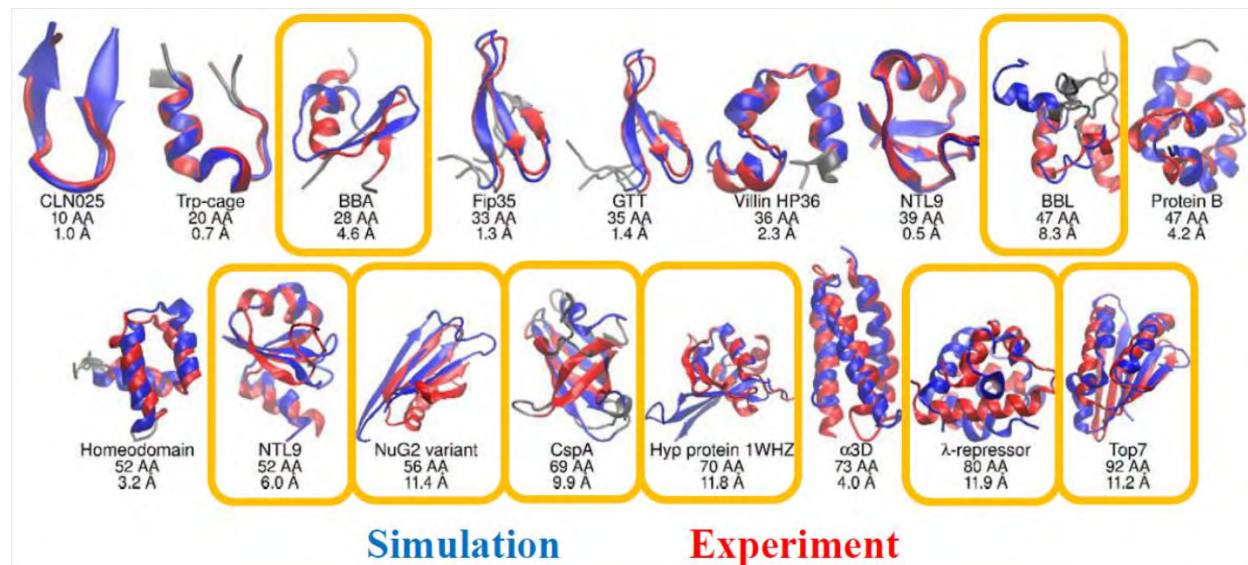 CLN025
10 AA
1.0 Å
Trp-cage
20 AA
0.7 Å
BBA
28 AA
4.6 Å
Fip35
33 AA
1.3 Å
GTT
35 AA
1.4 Å
Villin HP36
36 AA
2.3 Å
NTL9
39 AA
0.5 Å
BBL
47 AA
8.3 Å
Protein B
47 AA
4.2 Å
Homeodomain
52 AA
3.2 Å
NTL9
52 AA
6.0 Å
NuG2 variant
56 AA
11.4 Å
CspA
69 AA
9.9 Å
Hyp protein 1WHZ
70 AA
11.8 Å
α3D
73 AA
4.0 Å
λ-repressor
80 AA
11.9 Å
Top7
92 AA
11.2 Å
Simulation
Experiment